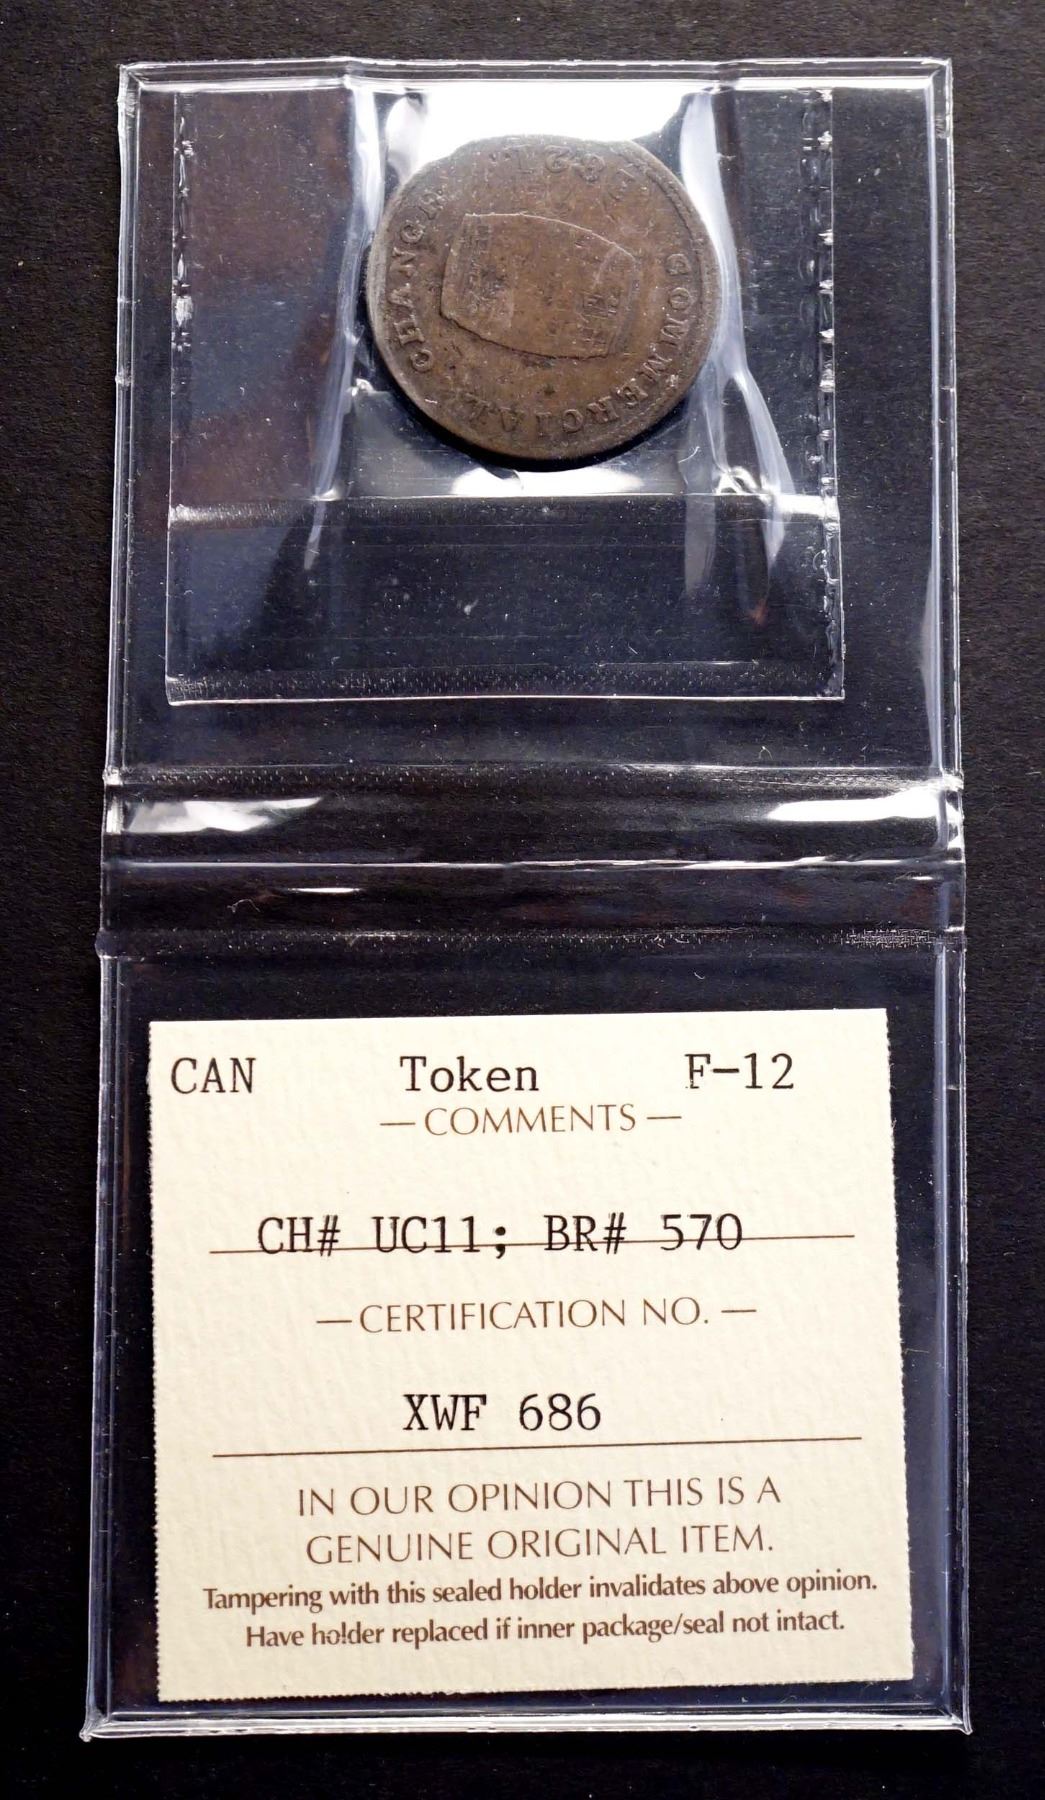 COMMERCIAL CHANGE
1821
CAN Token F-12
— COMMENTS —
CH# UC11; BR# 570
— CERTIFICATION NO. —
XWF 686
IN OUR OPINION THIS IS A
GENUINE ORIGINAL ITEM.
Tampering with this sealed holder invalidates above opinion.
Have holder replaced if inner package/seal not intact.